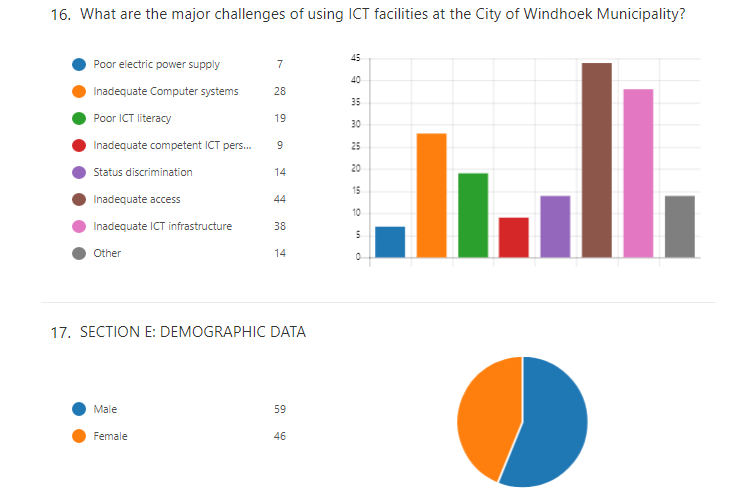 16. What are the major challenges of using ICT facilities at the City of Windhoek Municipality?
Poor electric power supply 7
Inadequate Computer systems 28
Poor ICT literacy 19
Inadequate competent ICT pers... 9
Status discrimination 14
Inadequate access 44
Inadequate ICT infrastructure 38
Other 14
45
40
35
30
25
20
15
10
5
0
17. SECTION E: DEMOGRAPHIC DATA
Male 59
Female 46